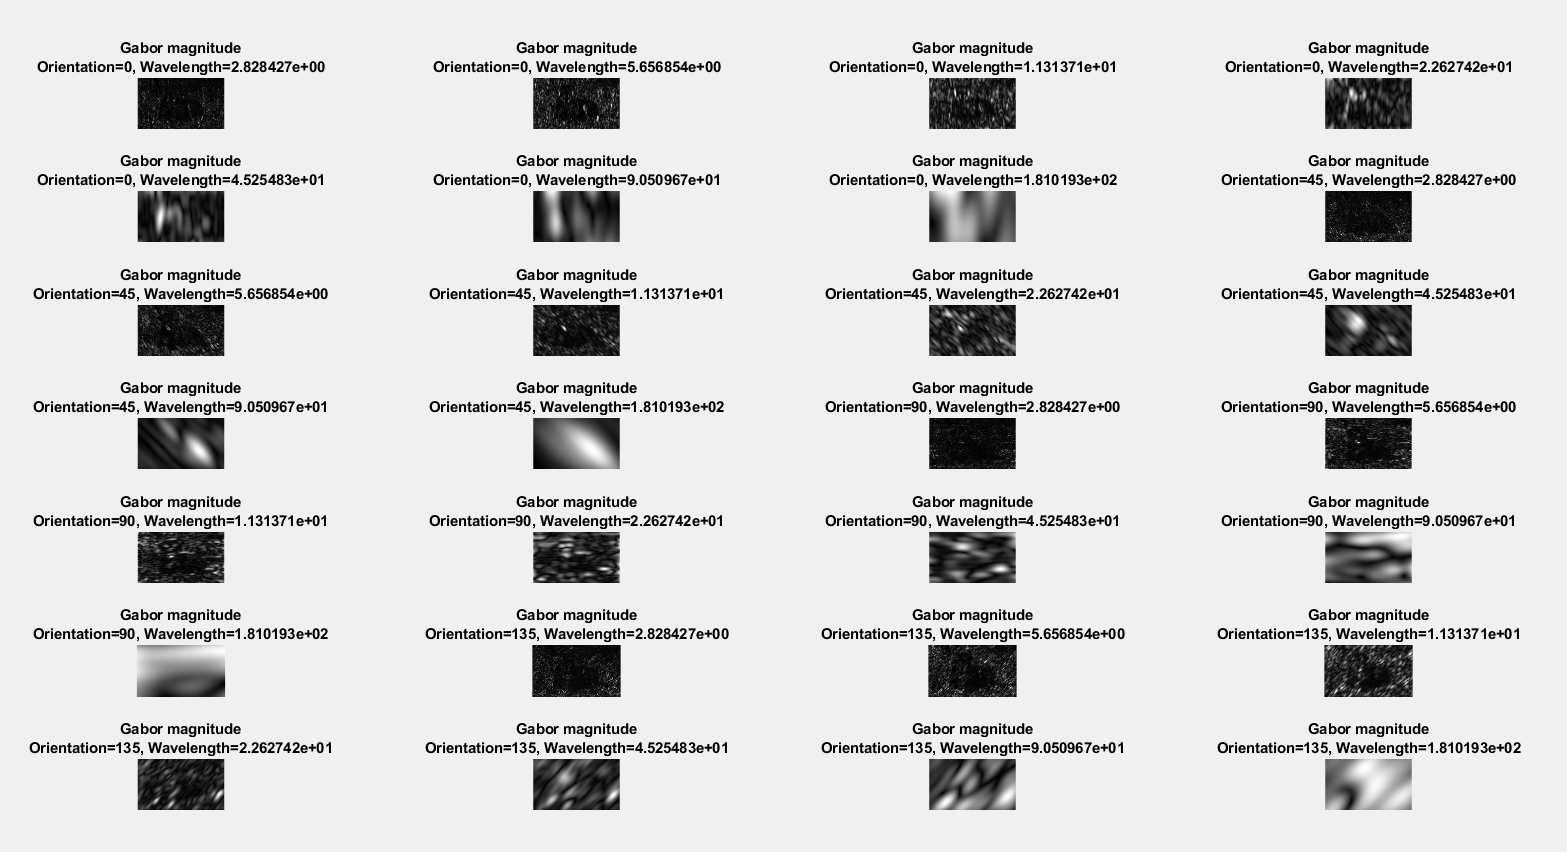 Gabor magnitude
Orientation=0, Wavelength=2.828427e+00
Gabor magnitude
Orientation=0, Wavelength=5.656854e+00
Gabor magnitude
Orientation=0, Wavelength=1.131371e+01
Gabor magnitude
Orientation=0, Wavelength=2.262742e+01
Gabor magnitude
Orientation=0, Wavelength=4.525483e+01
Gabor magnitude
Orientation=0, Wavelength=9.050967e+01
Gabor magnitude
Orientation=0, Wavelength=1.810193e+02
Gabor magnitude
Orientation=45, Wavelength=2.828427e+00
Gabor magnitude
Orientation=45, Wavelength=5.656854e+00
Gabor magnitude
Orientation=45, Wavelength=1.131371e+01
Gabor magnitude
Orientation=45, Wavelength=2.262742e+01
Gabor magnitude
Orientation=45, Wavelength=4.525483e+01
Gabor magnitude
Orientation=45, Wavelength=9.050967e+01
Gabor magnitude
Orientation=45, Wavelength=1.810193e+02
Gabor magnitude
Orientation=90, Wavelength=2.828427e+00
Gabor magnitude
Orientation=90, Wavelength=5.656854e+00
Gabor magnitude
Orientation=90, Wavelength=1.131371e+01
Gabor magnitude
Orientation=90, Wavelength=2.262742e+01
Gabor magnitude
Orientation=90, Wavelength=4.525483e+01
Gabor magnitude
Orientation=90, Wavelength=9.050967e+01
Gabor magnitude
Orientation=90, Wavelength=1.810193e+02
Gabor magnitude
Orientation=135, Wavelength=2.828427e+00
Gabor magnitude
Orientation=135, Wavelength=5.656854e+00
Gabor magnitude
Orientation=135, Wavelength=1.131371e+01
Gabor magnitude
Orientation=135, Wavelength=2.262742e+01
Gabor magnitude
Orientation=135, Wavelength=4.525483e+01
Gabor magnitude
Orientation=135, Wavelength=9.050967e+01
Gabor magnitude
Orientation=135, Wavelength=1.810193e+02